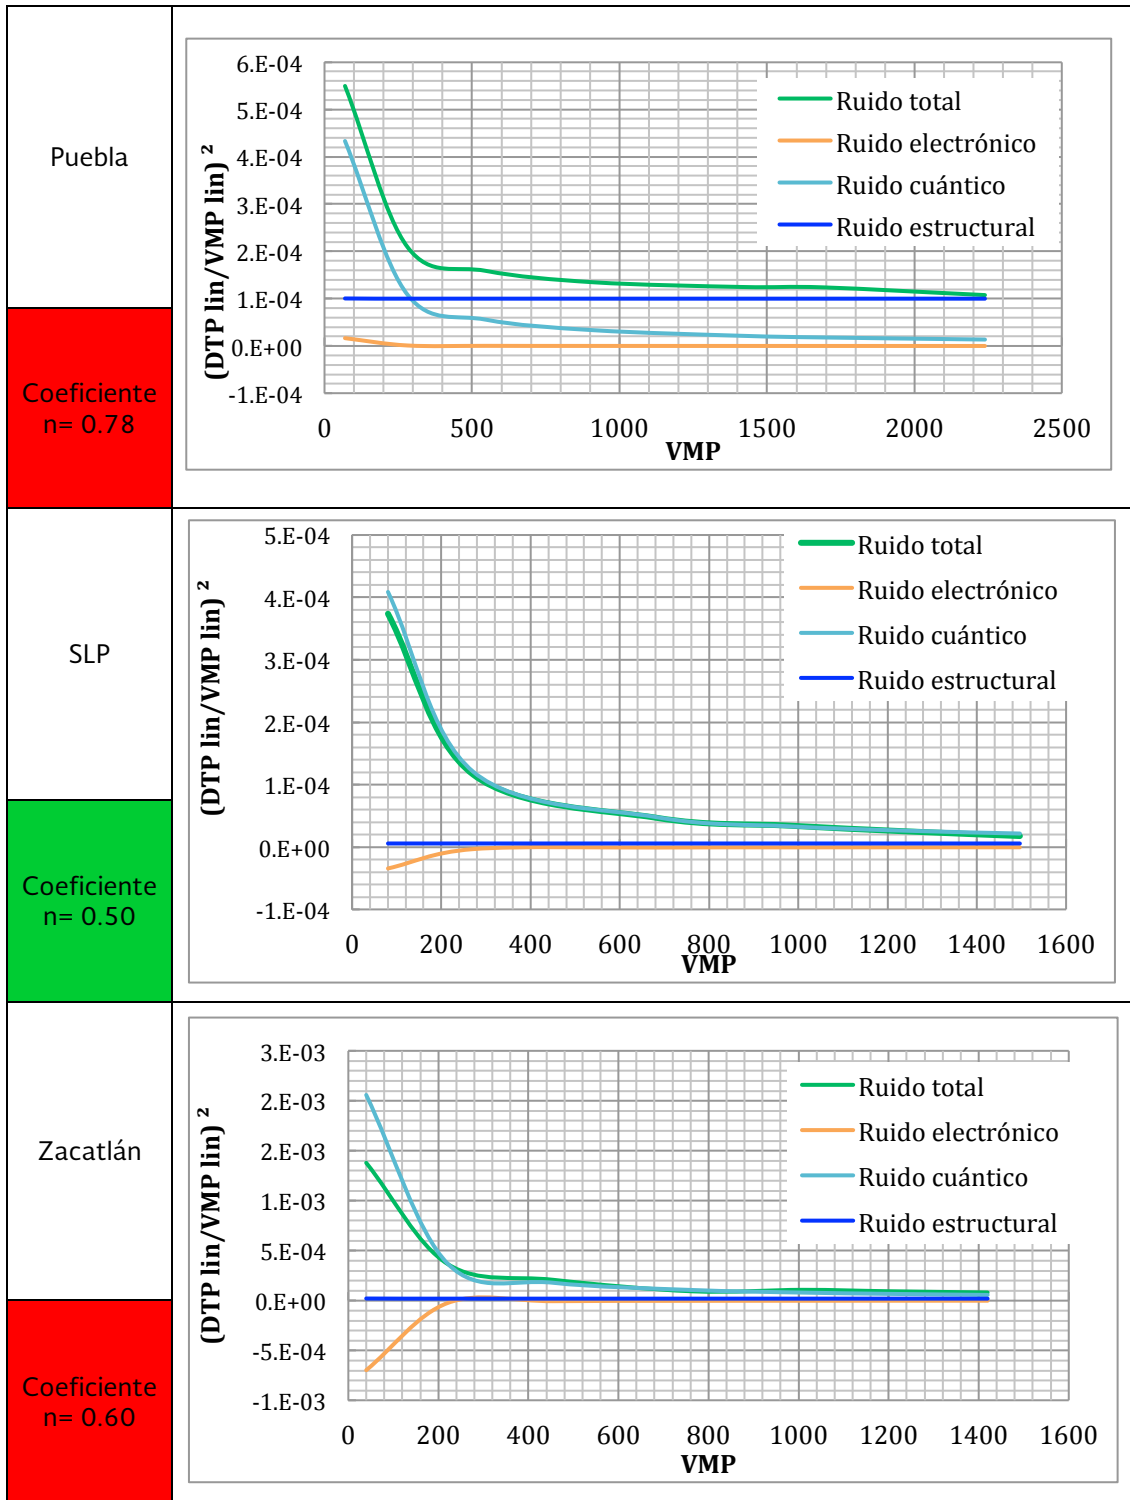 Puebla
Coeficiente
n= 0.78
(DTP lin/VMP lin) ²
6.E-04
5.E-04
4.E-04
3.E-04
2.E-04
1.E-04
0.E+00
-1.E-04
Ruido total
Ruido electrónico
Ruido cuántico
Ruido estructural
0 500 1000 1500 2000 2500
VMP
SLP
Coeficiente
n= 0.50
(DTP lin/VMP lin) ²
5.E-04
4.E-04
3.E-04
2.E-04
1.E-04
0.E+00
-1.E-04
Ruido total
Ruido electrónico
Ruido cuántico
Ruido estructural
0 200 400 600 800 1000 1200 1400 1600
VMP
Zacatlán
Coeficiente
n= 0.60
(DTP lin/VMP lin) ²
3.E-03
2.E-03
2.E-03
1.E-03
5.E-04
0.E+00
-5.E-04
-1.E-03
Ruido total
Ruido electrónico
Ruido cuántico
Ruido estructural
0 200 400 600 800 1000 1200 1400 1600
VMP